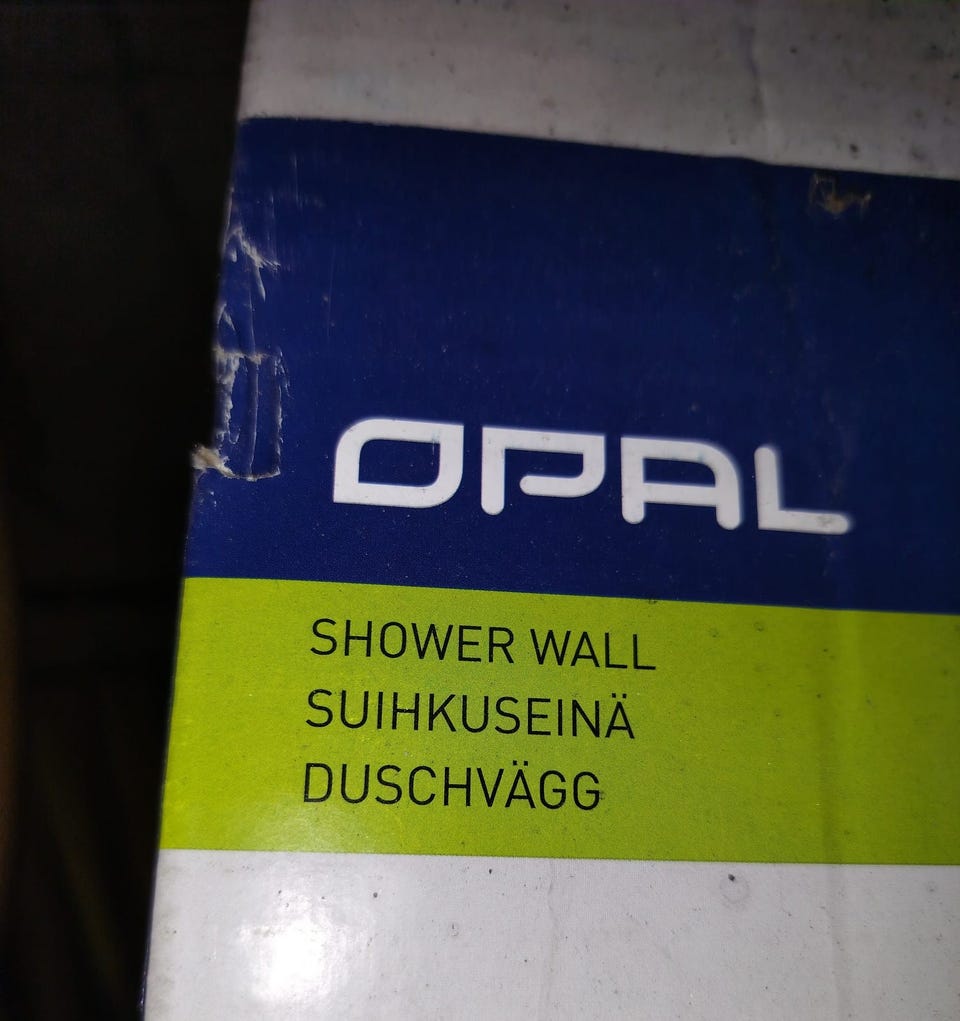 OPAL
SHOWER WALL
SUIHKUSEINÄ
DUSCHVÄGG